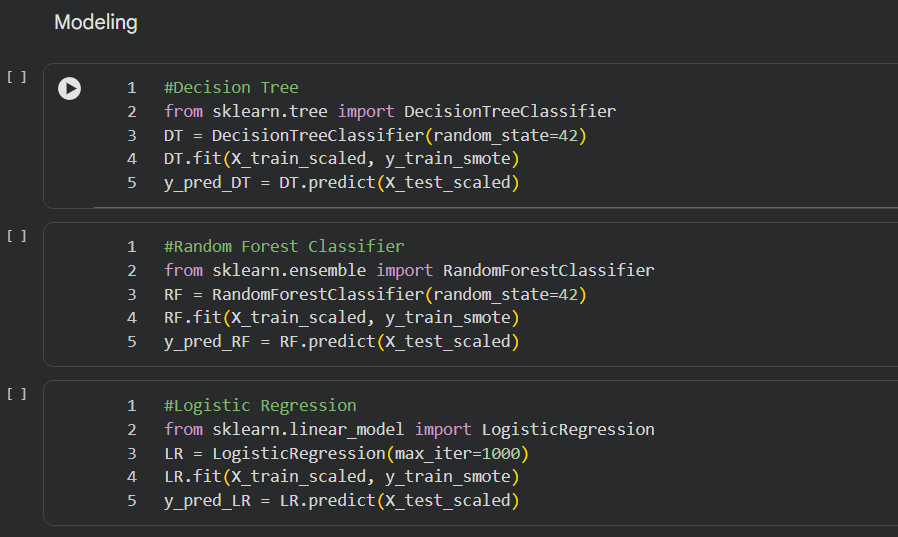 Modeling
[ ]
1 #Decision Tree
2 from sklearn.tree import DecisionTreeClassifier
3 DT = DecisionTreeClassifier(random_state=42)
4 DT.fit(X_train_scaled, y_train_smote)
5 y_pred_DT = DT.predict(X_test_scaled)
[ ]
1 #Random Forest Classifier
2 from sklearn.ensemble import RandomForestClassifier
3 RF = RandomForestClassifier(random_state=42)
4 RF.fit(X_train_scaled, y_train_smote)
5 y_pred_RF = RF.predict(X_test_scaled)
[ ]
1 #Logistic Regression
2 from sklearn.linear_model import LogisticRegression
3 LR = LogisticRegression(max_iter=1000)
4 LR.fit(X_train_scaled, y_train_smote)
5 y_pred_LR = LR.predict(X_test_scaled)